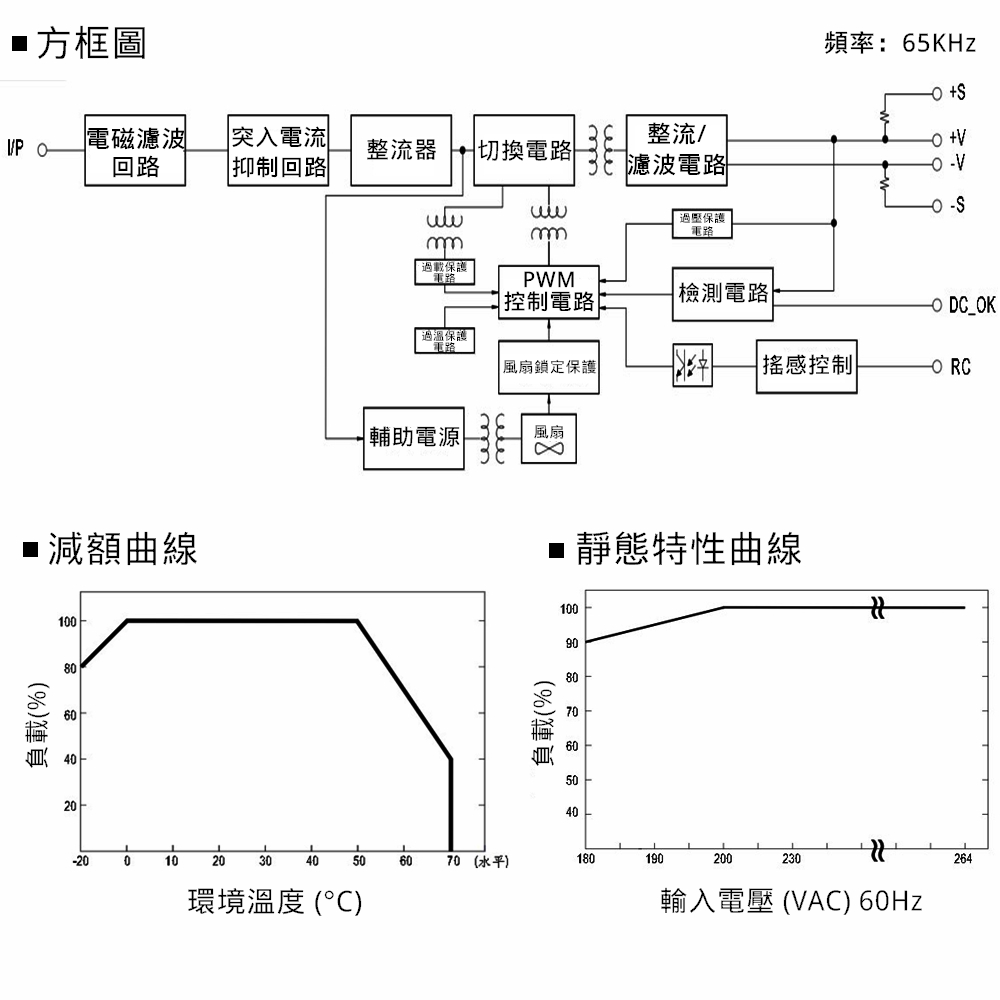 ■方框圖
頻率：65KHz
I/P
電磁濾波
回路
突入電流
抑制回路
整流器
切換電路
整流/
濾波電路
+S
+V
-V
-S
過壓保護
電路
過載保護
電路
PWM
控制電路
檢測電路
DC_OK
過溫保護
電路
風扇鎖定保護
搖感控制
RC
輔助電源
風扇
■減額曲線
100
80
60
40
20
負載(%)
-20 0 10 20 30 40 50 60 70 (水平)
環境溫度 (°C)
■靜態特性曲線
100
90
80
70
60
50
40
負載(%)
180 190 200 230 264
輸入電壓 (VAC) 60Hz